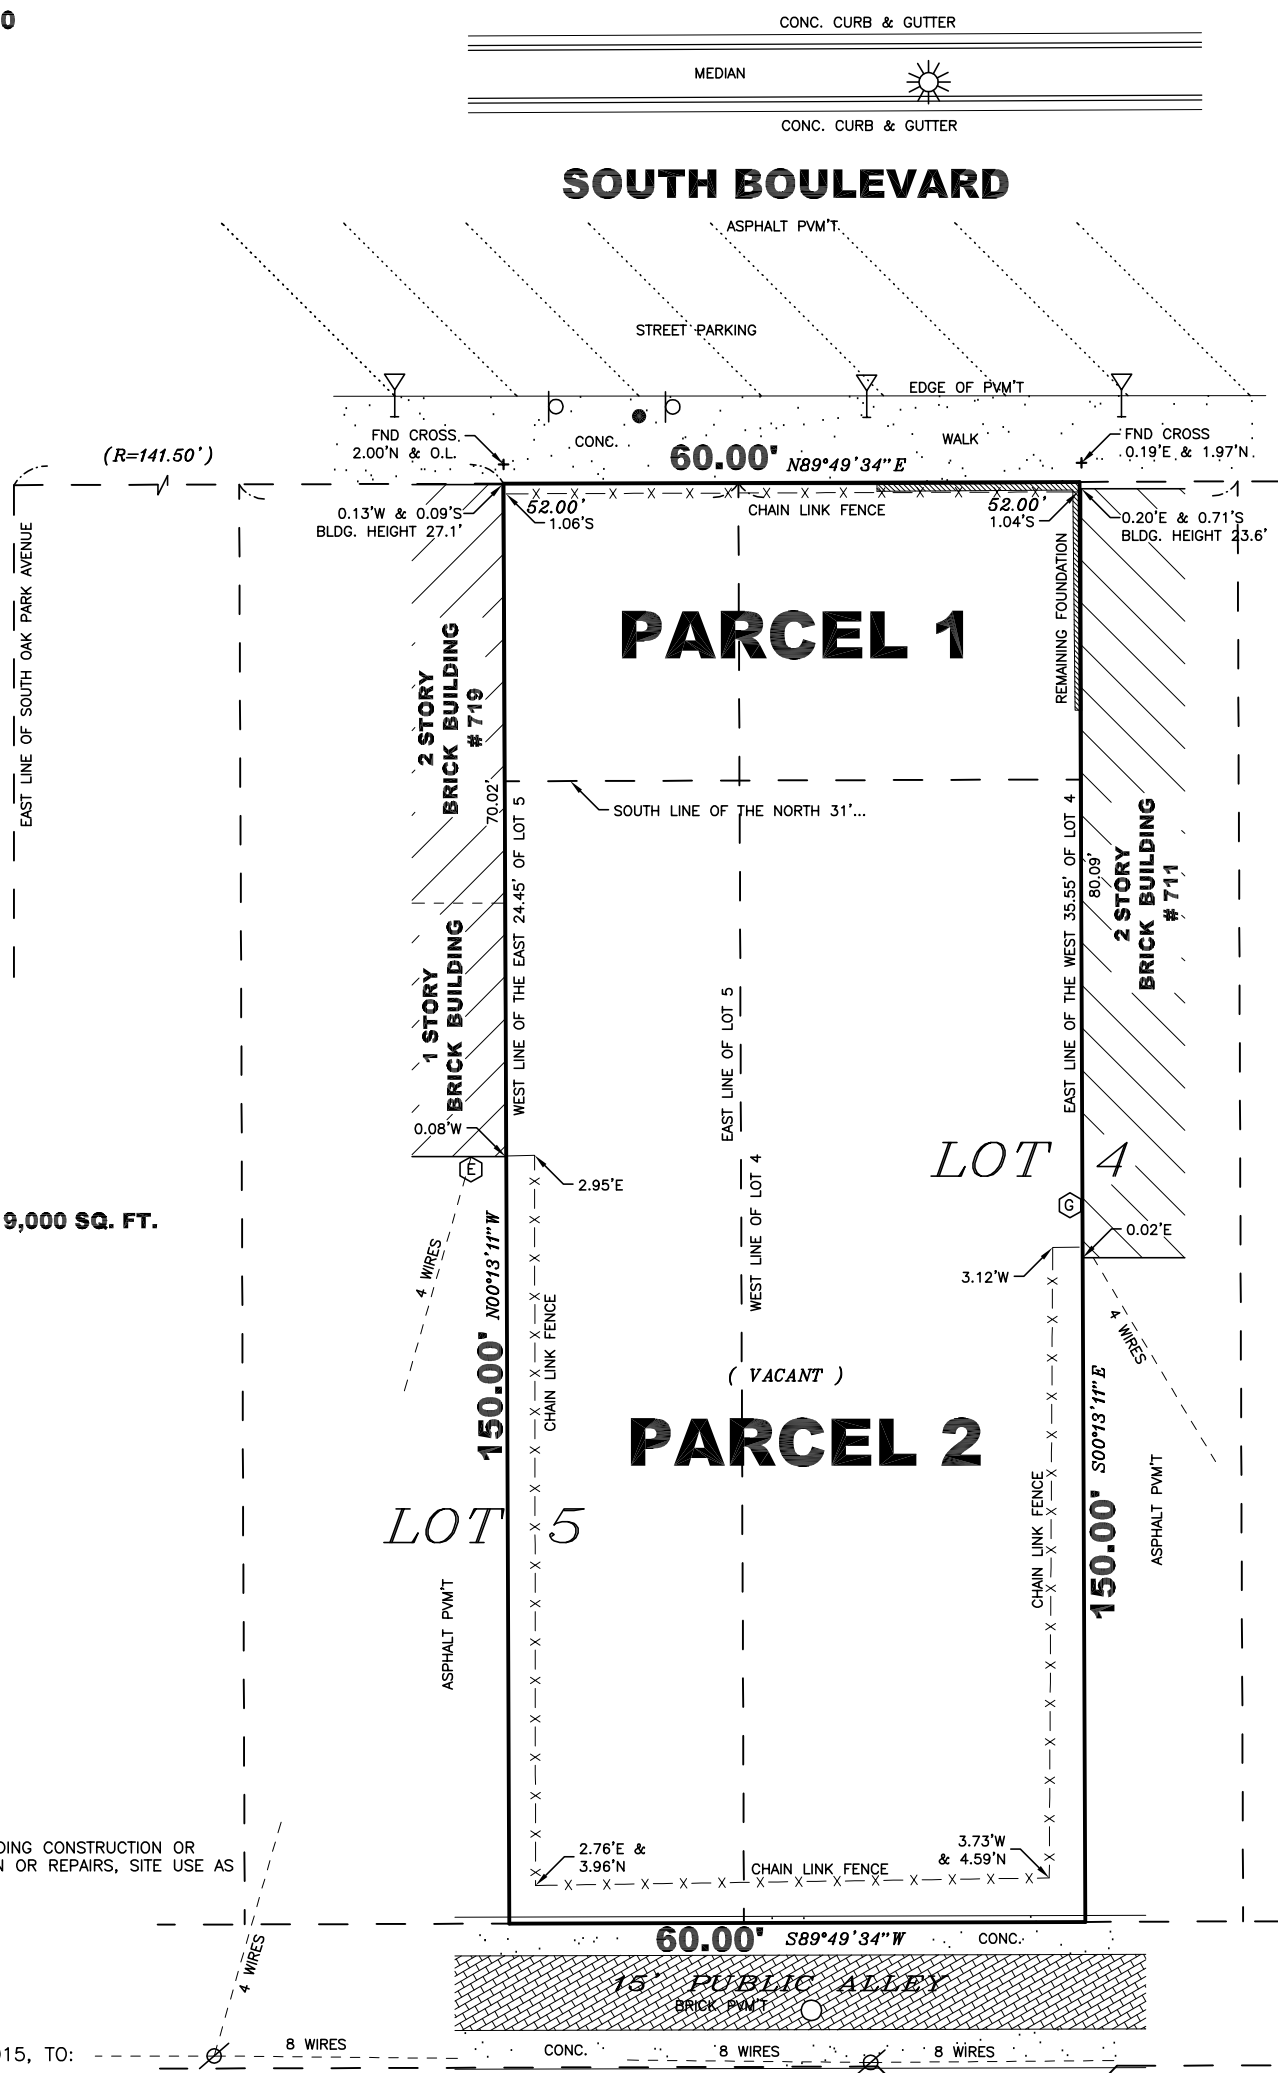 0
CONC. CURB & GUTTER
MEDIAN
CONC. CURB & GUTTER
SOUTH BOULEVARD
ASPHALT PVM'T.
STREET PARKING
EDGE OF PVM'T
FND CROSS
2.00'N & O.L.
CONC.
WALK
FND CROSS
0.19'E & 1.97'N
(R=141.50')
60.00' N89°49'34"E
0.13'W & 0.09'S
BLDG. HEIGHT 27.1'
52.00'
1.06'S
CHAIN LINK FENCE
52.00'
1.04'S
0.20'E & 0.71'S
BLDG. HEIGHT 23.6'
EAST LINE OF SOUTH OAK PARK AVENUE
REMAINING FOUNDATION
PARCEL 1
2 STORY
BRICK BUILDING
# 719
70.02'
SOUTH LINE OF THE NORTH 31'...
WEST LINE OF THE EAST 24.45' OF LOT 5
EAST LINE OF THE WEST 35.55' OF LOT 4
80.09'
2 STORY
BRICK BUILDING
# 711
1 STORY
BRICK BUILDING
EAST LINE OF LOT 5
WEST LINE OF LOT 4
0.08'W
E
2.95'E
LOT 4
G
0.02'E
3.12'W
9,000 SQ. FT.
4 WIRES
N00°13'11"W
150.00'
CHAIN LINK FENCE
4 WIRES
( VACANT )
PARCEL 2
S00°13'11"E
150.00'
CHAIN LINK FENCE
ASPHALT PVM'T
LOT 5
ASPHALT PVM'T
2.76'E &
3.96'N
3.73'W
& 4.59'N
CHAIN LINK FENCE
DING CONSTRUCTION OR
N OR REPAIRS, SITE USE AS
60.00' S89°49'34"W
CONC.
4 WIRES
15' PUBLIC ALLEY
BRICK PVM'T
15, TO:
8 WIRES
CONC.
8 WIRES
8 WIRES